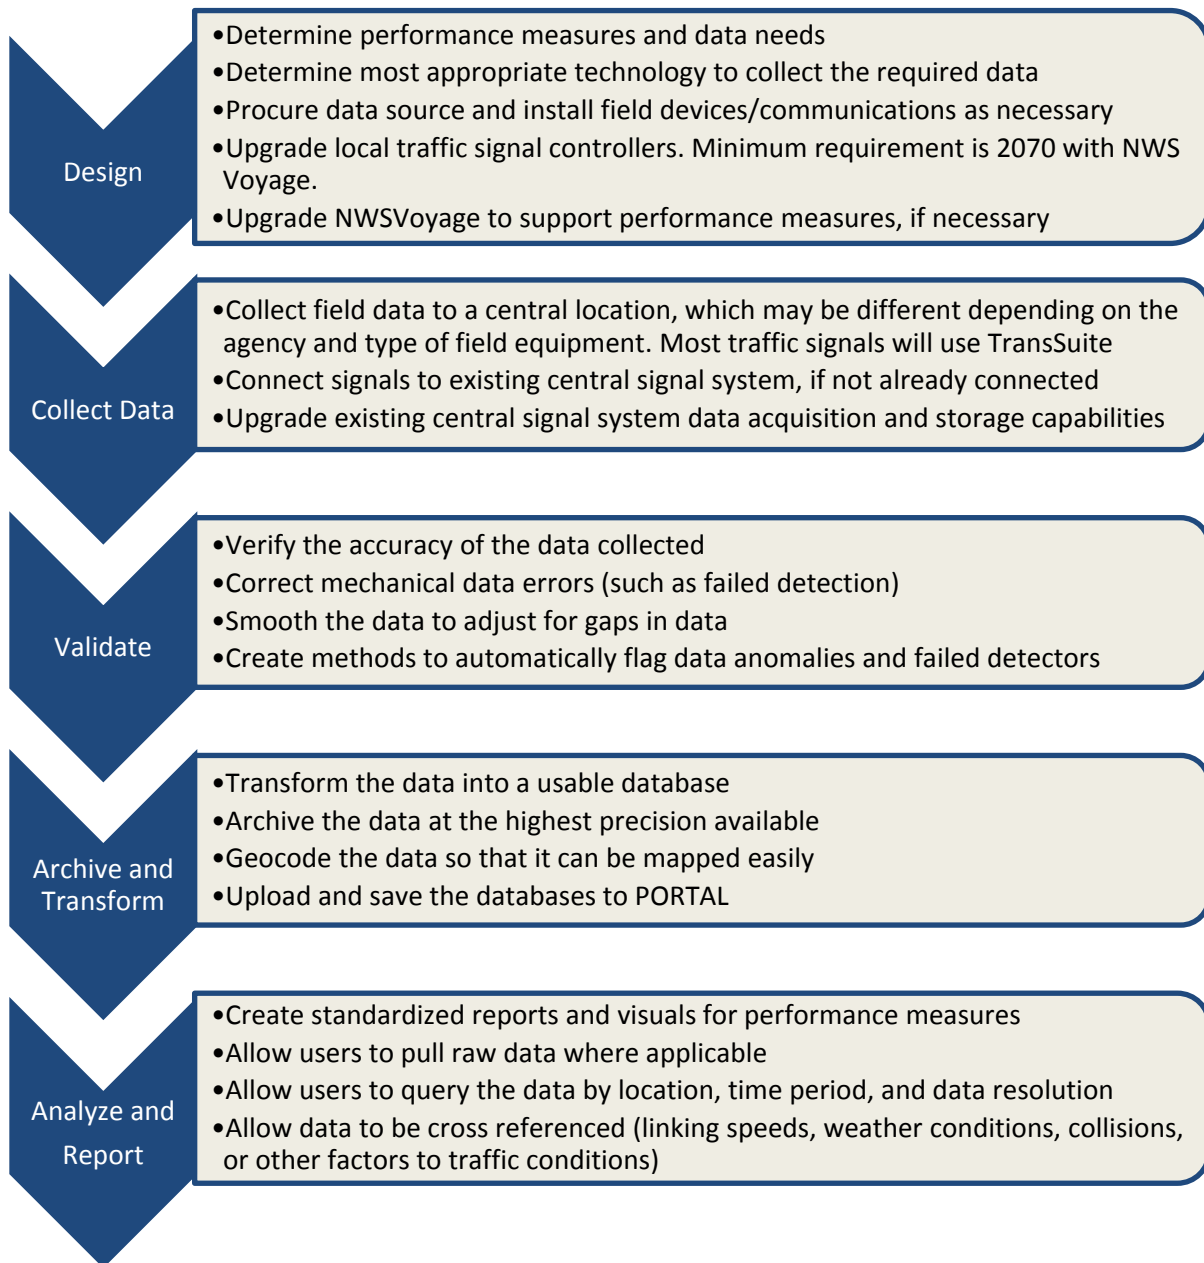 Design
•Determine performance measures and data needs
•Determine most appropriate technology to collect the required data
•Procure data source and install field devices/communications as necessary
•Upgrade local traffic signal controllers. Minimum requirement is 2070 with NWS
Voyage.
•Upgrade NWSVoyage to support performance measures, if necessary
Collect Data
•Collect field data to a central location, which may be different depending on the
agency and type of field equipment. Most traffic signals will use TransSuite
•Connect signals to existing central signal system, if not already connected
•Upgrade existing central signal system data acquisition and storage capabilities
Validate
•Verify the accuracy of the data collected
•Correct mechanical data errors (such as failed detection)
•Smooth the data to adjust for gaps in data
•Create methods to automatically flag data anomalies and failed detectors
Archive and
Transform
•Transform the data into a usable database
•Archive the data at the highest precision available
•Geocode the data so that it can be mapped easily
•Upload and save the databases to PORTAL
Analyze and
Report
•Create standardized reports and visuals for performance measures
•Allow users to pull raw data where applicable
•Allow users to query the data by location, time period, and data resolution
•Allow data to be cross referenced (linking speeds, weather conditions, collisions,
or other factors to traffic conditions)